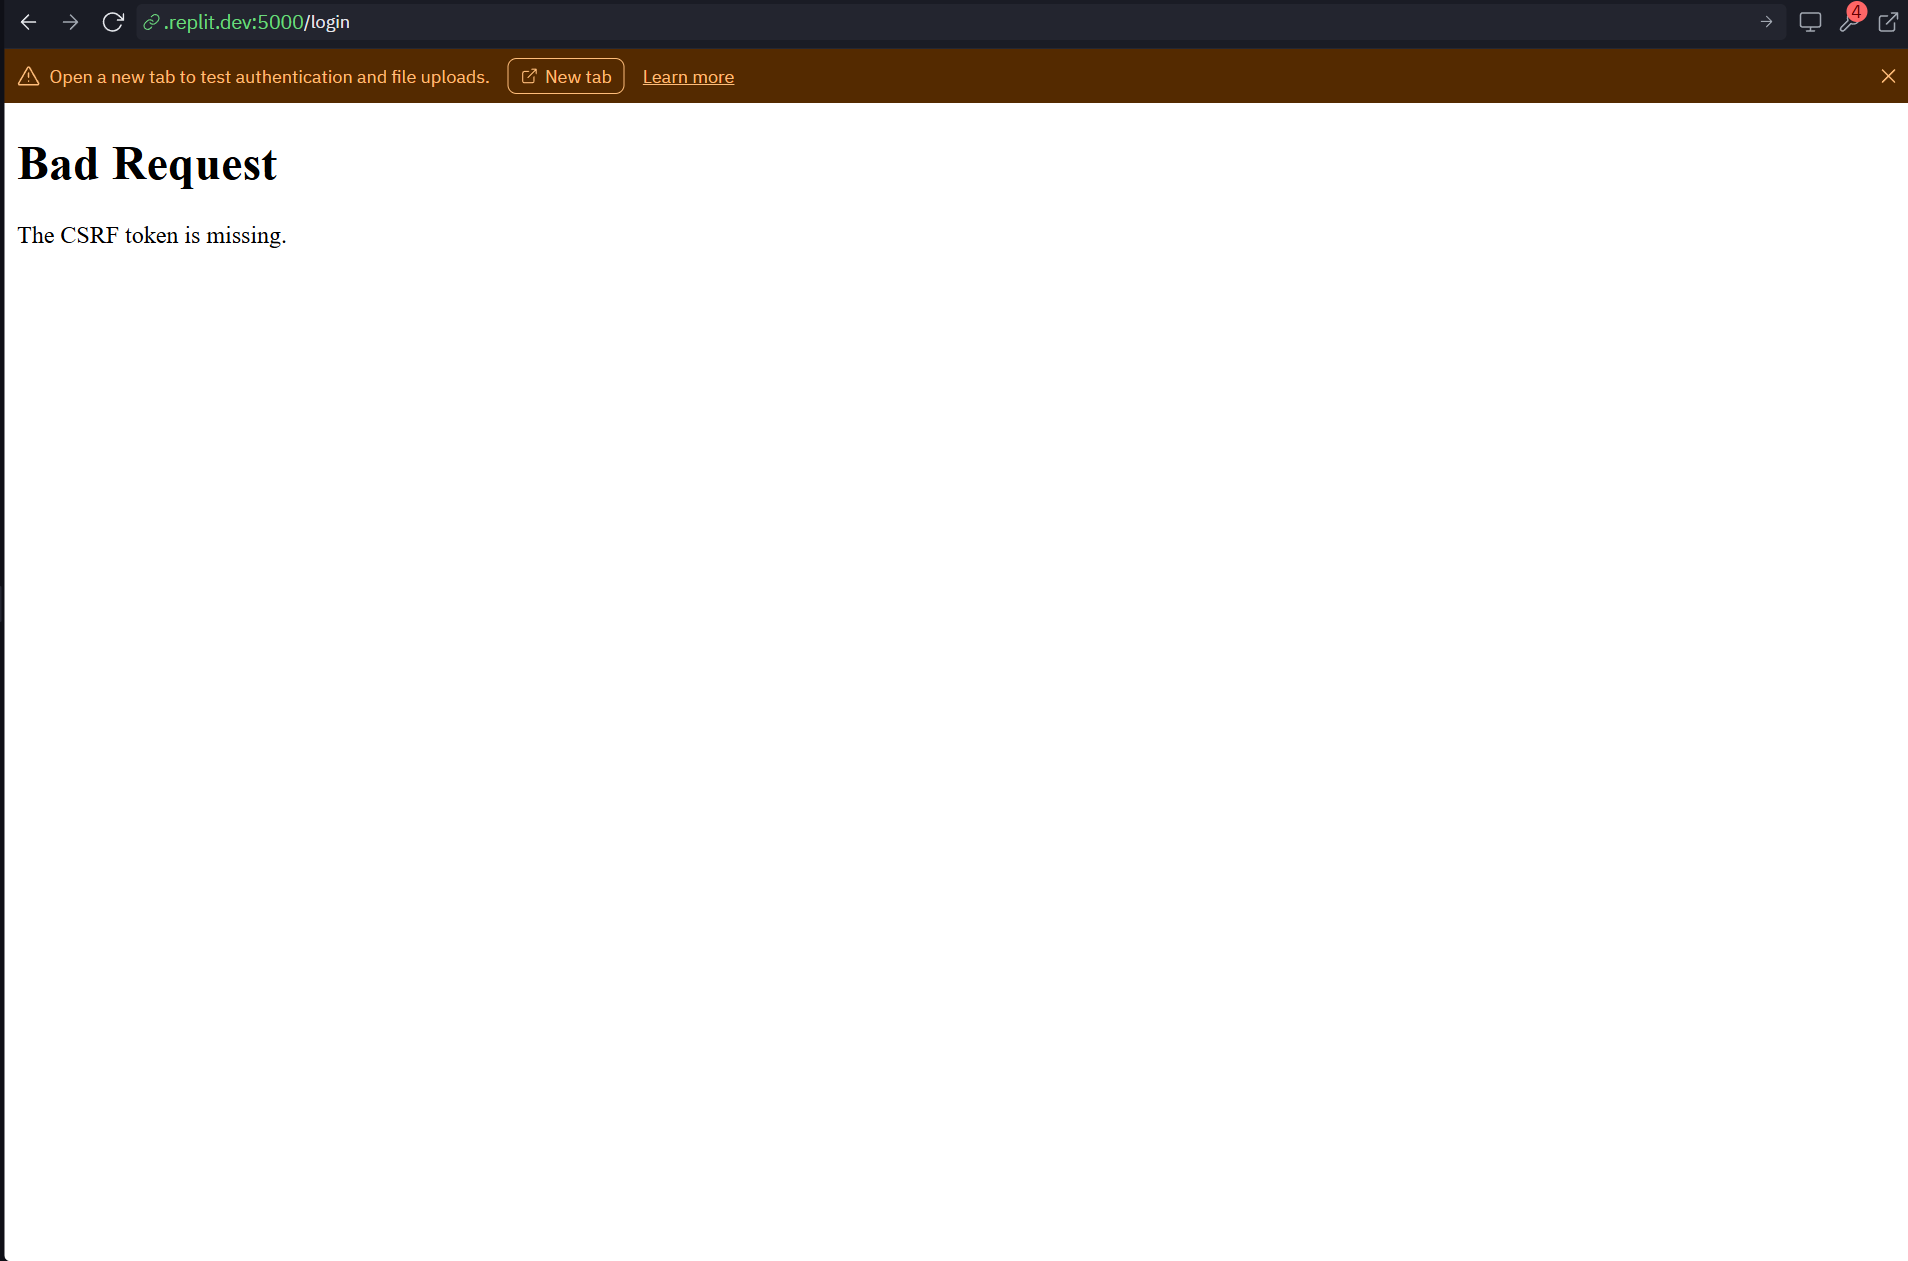 .replit.dev:5000/login
4
Open a new tab to test authentication and file uploads. New tab Learn more
Bad Request
The CSRF token is missing.